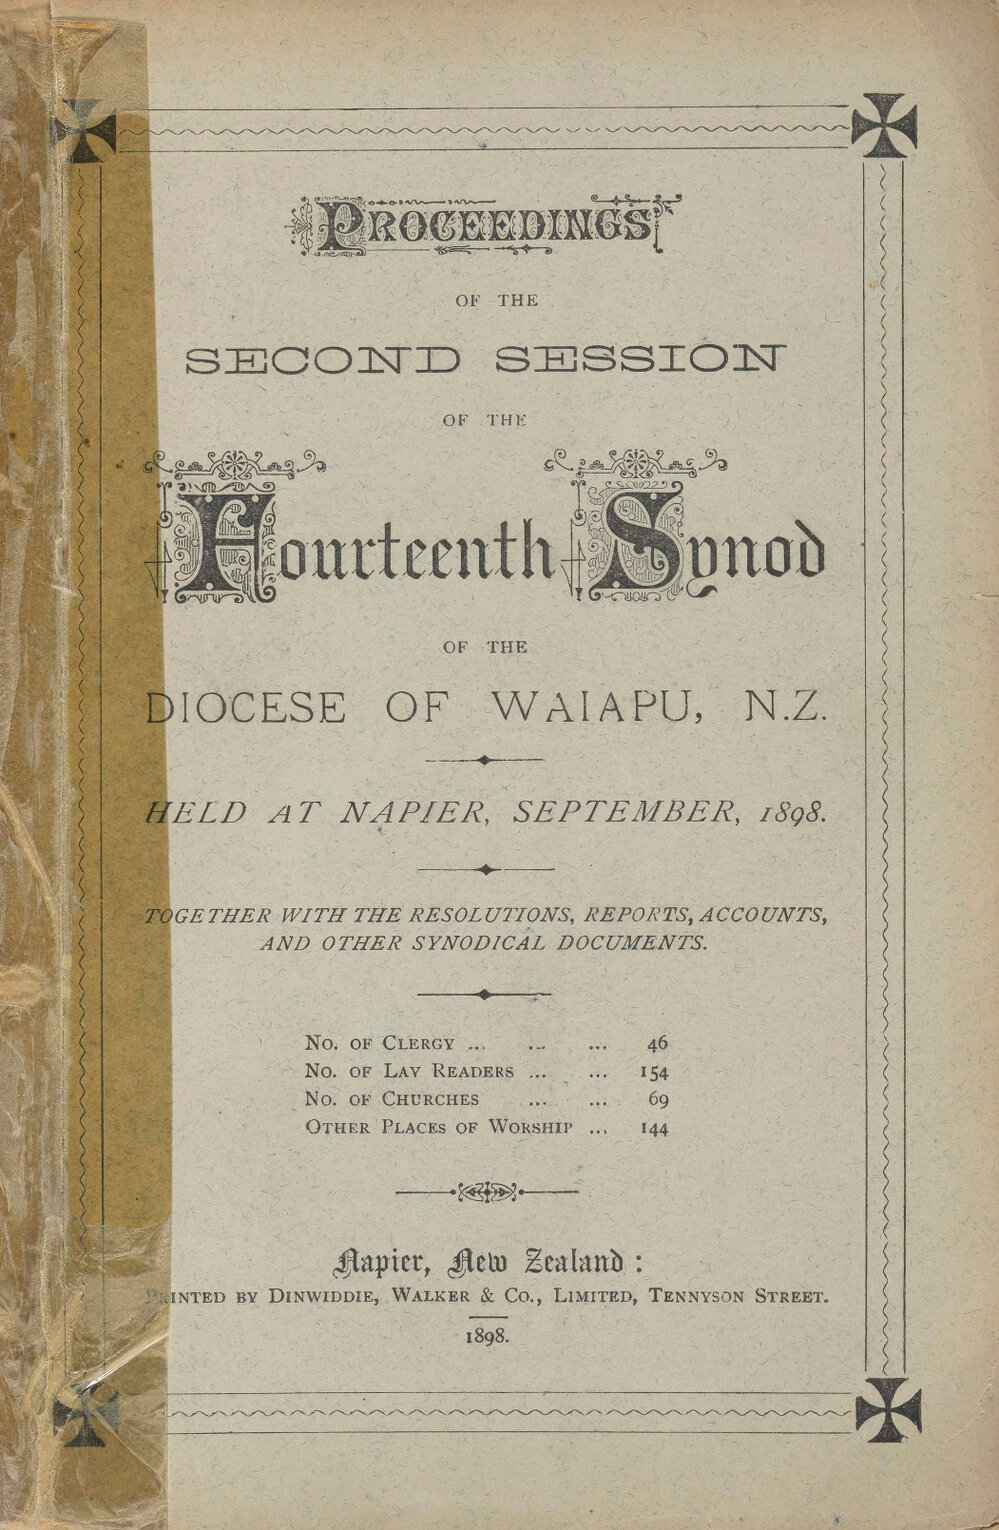 PROCEEDINGS
OF THE
SECOND SESSION
OF THE
Fourteenth Synod
OF THE
DIOCESE OF WAIAPU, N.Z.
HELD AT NAPIER, SEPTEMBER, 1898.
TOGETHER WITH THE RESOLUTIONS, REPORTS, ACCOUNTS,
AND OTHER SYNODICAL DOCUMENTS.
No. of Clergy ... ... ... 46
No. of Lay Readers ... ... 154
No. of Churches ... ... 69
Other Places of Worship ... 144
Napier, New Zealand:
Printed by Dinwiddie, Walker & Co., Limited, Tennyson Street.
1898.